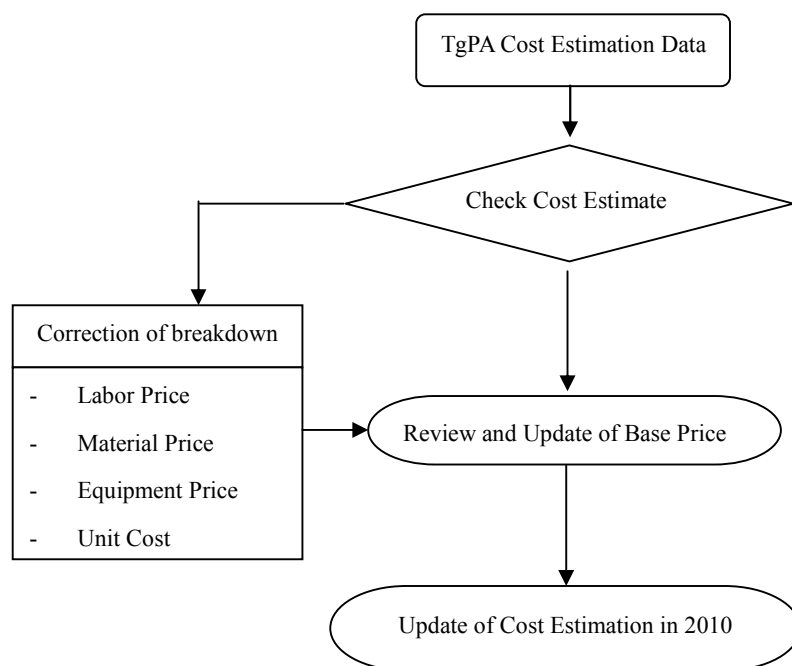 TgPA Cost Estimation Data
Check Cost Estimate
Correction of breakdown
- Labor Price
- Material Price
- Equipment Price
- Unit Cost
Review and Update of Base Price
Update of Cost Estimation in 2010